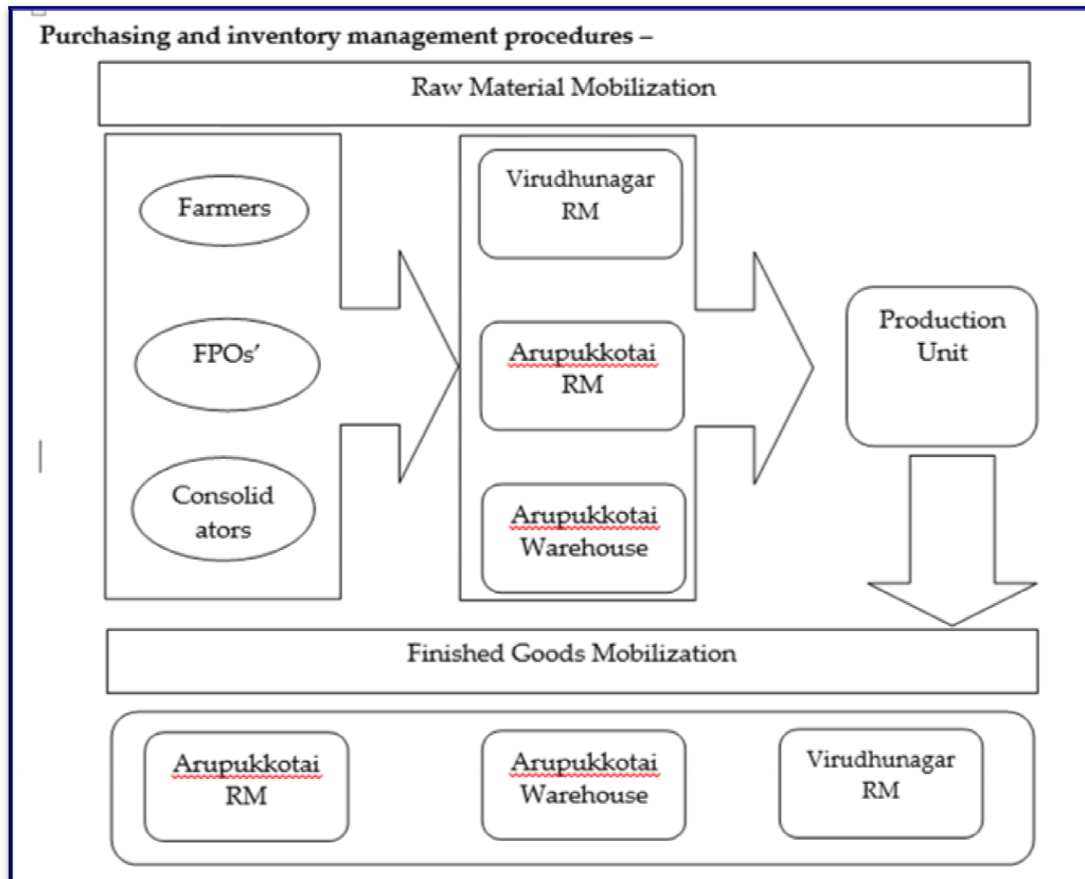 Purchasing and inventory management procedures –
Raw Material Mobilization
Farmers
FPOs’
Consolid
ators
Virudhunagar
RM
Arupukkotai
RM
Arupukkotai
Warehouse
Production
Unit
Finished Goods Mobilization
Arupukkotai
RM
Arupukkotai
Warehouse
Virudhunagar
RM